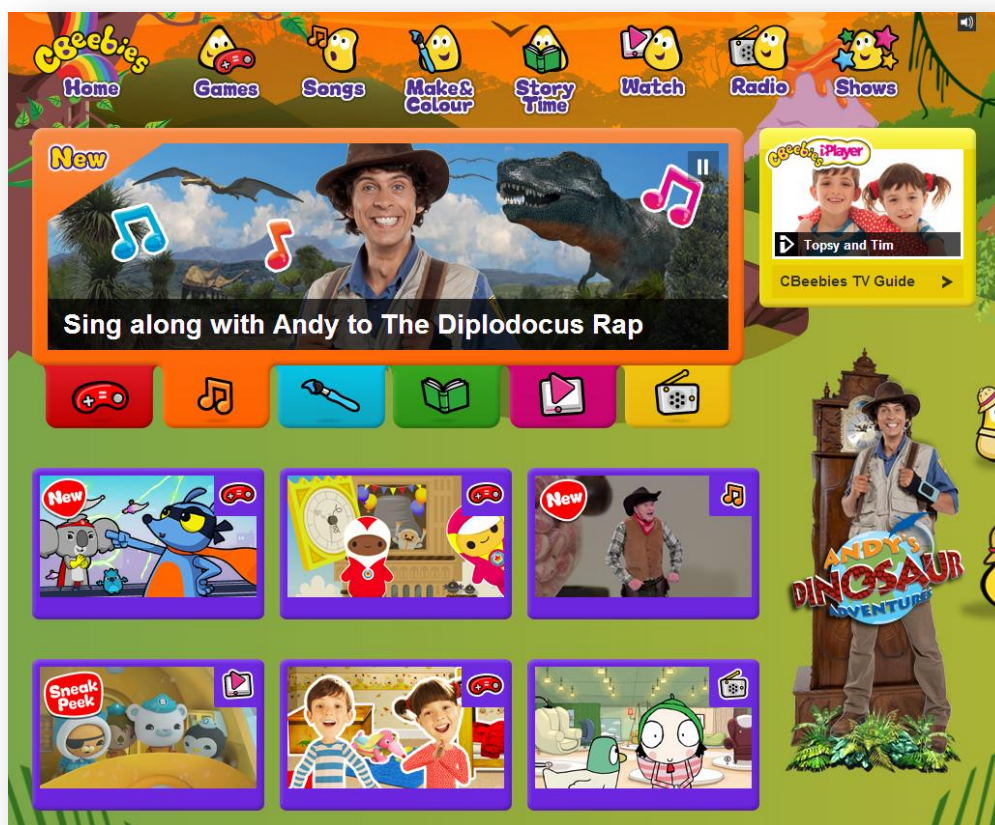 CBeebies
Home
Games
Songs
Make&
Colour
Story
Time
Watch
Radio
Shows
New
Sing along with Andy to The Diplodocus Rap
CBeebies iPlayer
Topsy and Tim
CBeebies TV Guide >
New
New
ANDY'S
DINOSAUR
ADVENTURES
Sneak
Peek